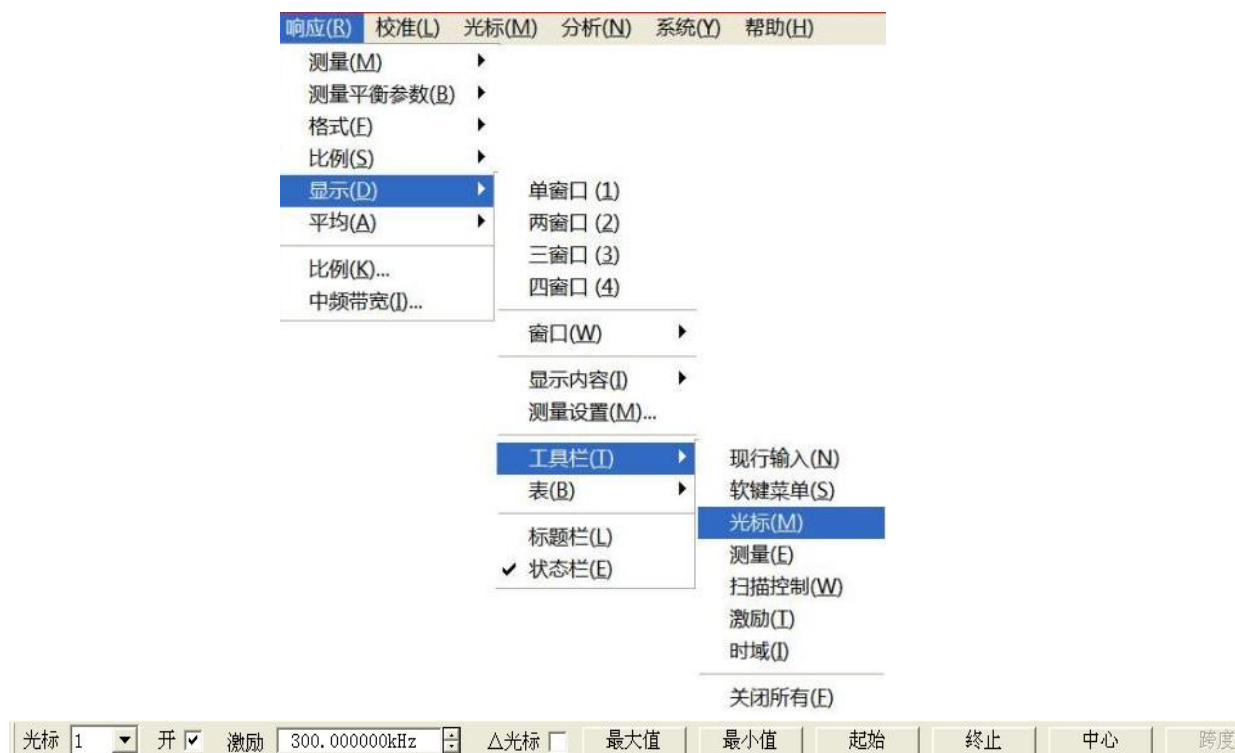 响应(R) 校准(L) 光标(M) 分析(N) 系统(Y) 帮助(H)
测量(M)
测量平衡参数(B)
格式(F)
比例(S)
显示(D)
平均(A)
比例(K)...
中频带宽(I)...
单窗口 (1)
两窗口 (2)
三窗口 (3)
四窗口 (4)
窗口(W)
显示内容(I)
测量设置(M)...
工具栏(T)
表(B)
标题栏(L)
状态栏(E)
现行输入(N)
软键菜单(S)
光标(M)
测量(E)
扫描控制(W)
激励(T)
时域(I)
关闭所有(F)
光标 1 开 激励 300.000000kHz △光标 最大值 最小值 起始 终止 中心 跨度